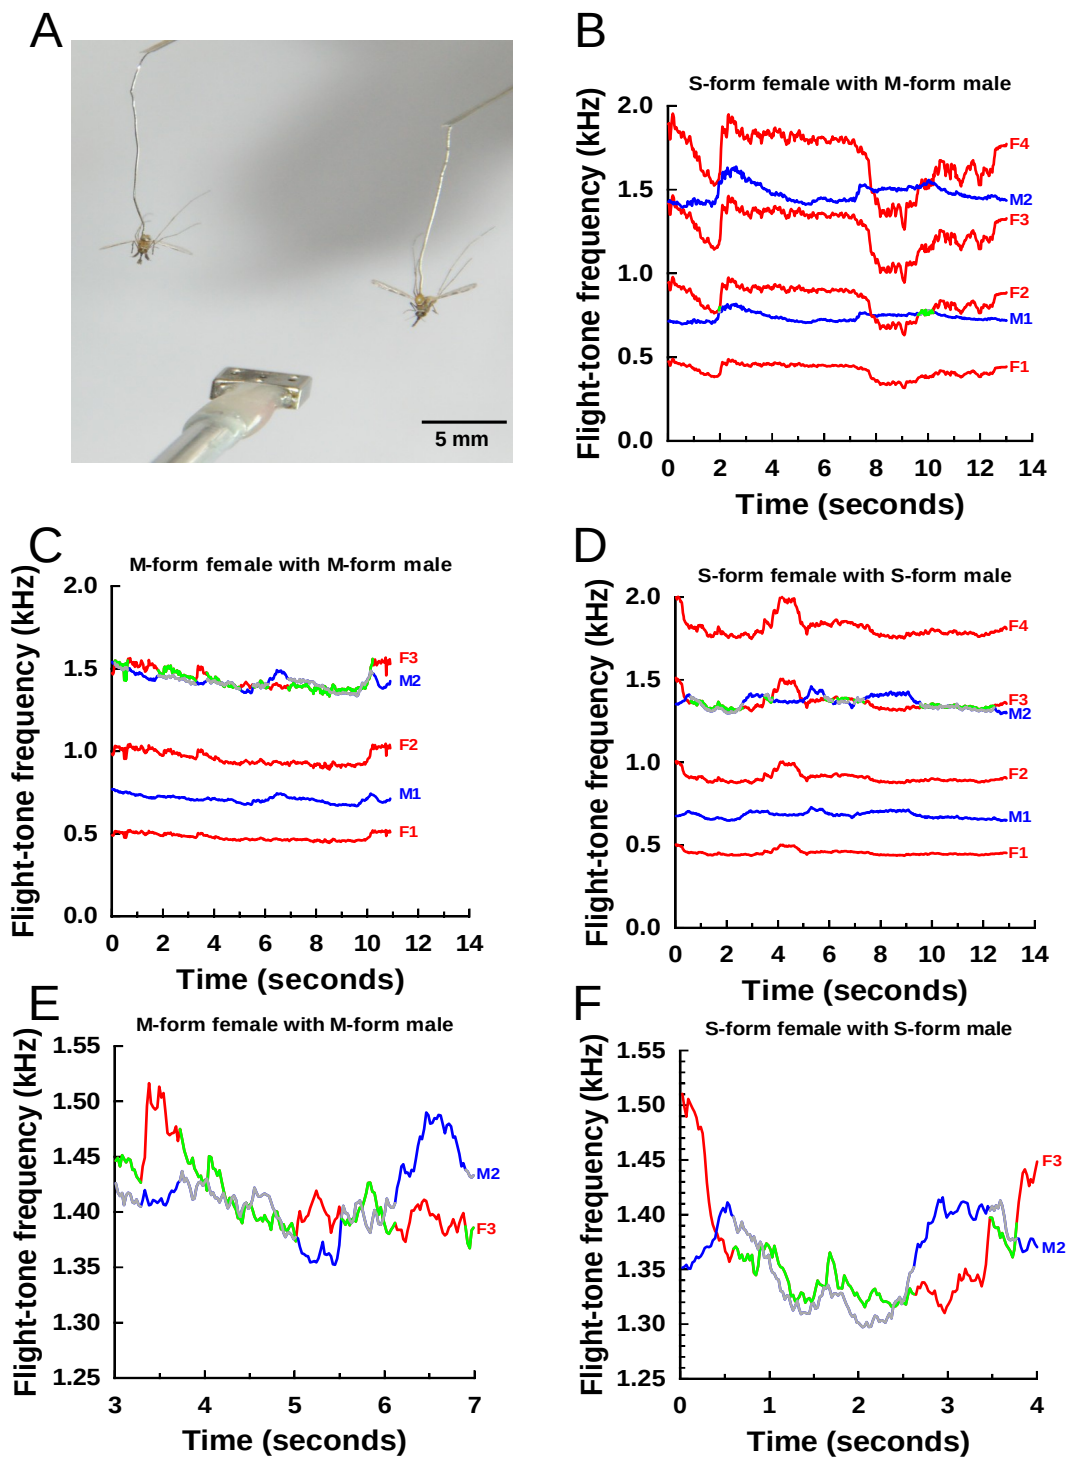 A
5 mm
B
S-form female with M-form male
Flight-tone frequency (kHz)
2.0
1.5
1.0
0.5
0.0
F4
M2
F3
F2
M1
F1
0 2 4 6 8 10 12 14
Time (seconds)
C
M-form female with M-form male
Flight-tone frequency (kHz)
2.0
1.5
1.0
0.5
0.0
F3
M2
F2
M1
F1
0 2 4 6 8 10 12 14
Time (seconds)
D
S-form female with S-form male
Flight-tone frequency (kHz)
2.0
1.5
1.0
0.5
0.0
F4
F3
M2
F2
M1
F1
0 2 4 6 8 10 12 14
Time (seconds)
E
M-form female with M-form male
Flight-tone frequency (kHz)
1.55
1.50
1.45
1.40
1.35
1.30
1.25
M2
F3
3 4 5 6 7
Time (seconds)
F
S-form female with S-form male
Flight-tone frequency (kHz)
1.55
1.50
1.45
1.40
1.35
1.30
1.25
F3
M2
0 1 2 3 4
Time (seconds)